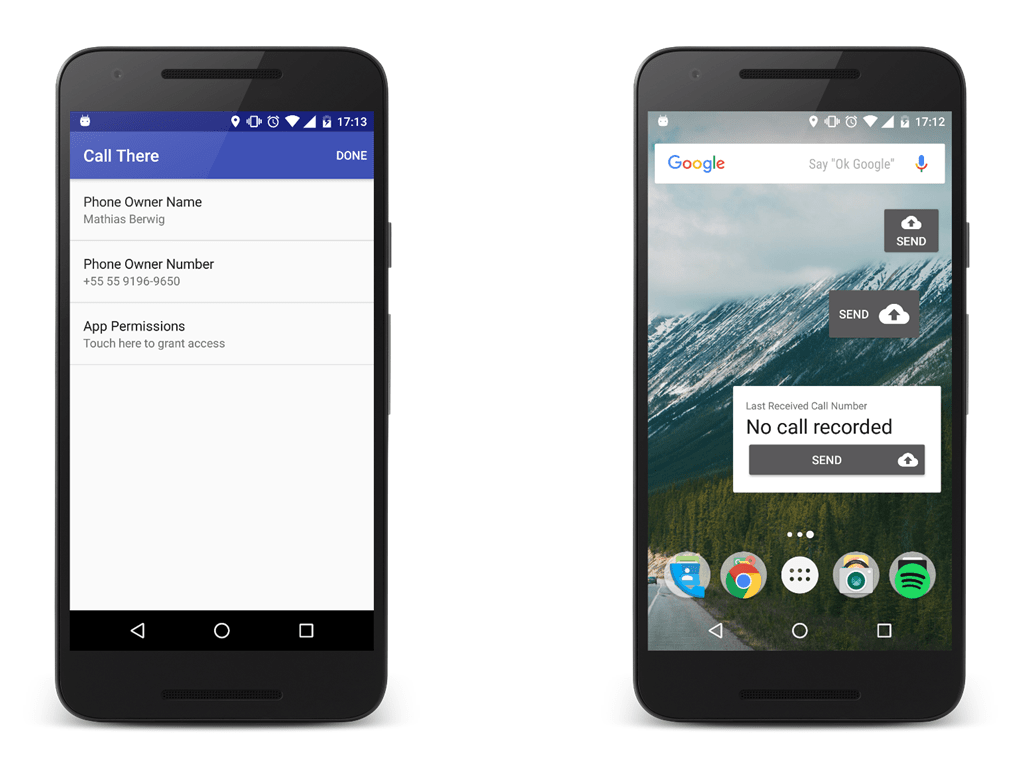 17:13
Call There
DONE
Phone Owner Name
Mathias Berwig
Phone Owner Number
+55 55 9196-9650
App Permissions
Touch here to grant access
17:12
Google
Say "Ok Google"
SEND
SEND
Last Received Call Number
No call recorded
SEND